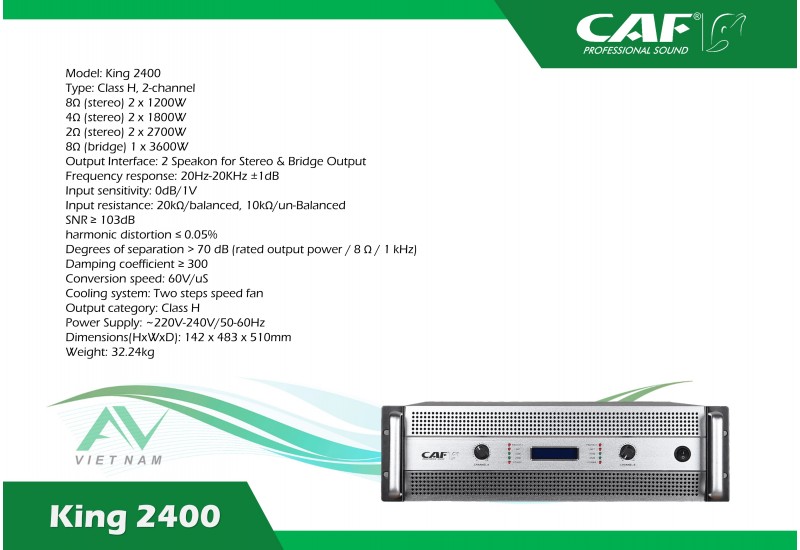 CAF®
PROFESSIONAL SOUND
Model: King 2400
Type: Class H, 2-channel
8Ω (stereo) 2 x 1200W
4Ω (stereo) 2 x 1800W
2Ω (stereo) 2 x 2700W
8Ω (bridge) 1 x 3600W
Output Interface: 2 Speakon for Stereo & Bridge Output
Frequency response: 20Hz-20KHz ±1dB
Input sensitivity: 0dB/1V
Input resistance: 20kΩ/balanced, 10kΩ/un-Balanced
SNR ≥ 103dB
harmonic distortion ≤ 0.05%
Degrees of separation > 70 dB (rated output power / 8 Ω / 1 kHz)
Damping coefficient ≥ 300
Conversion speed: 60V/uS
Cooling system: Two steps speed fan
Output category: Class H
Power Supply: ~220V-240V/50-60Hz
Dimensions(HxWxD): 142 x 483 x 510mm
Weight: 32.24kg
AV
VIET NAM
CAF
King 2400